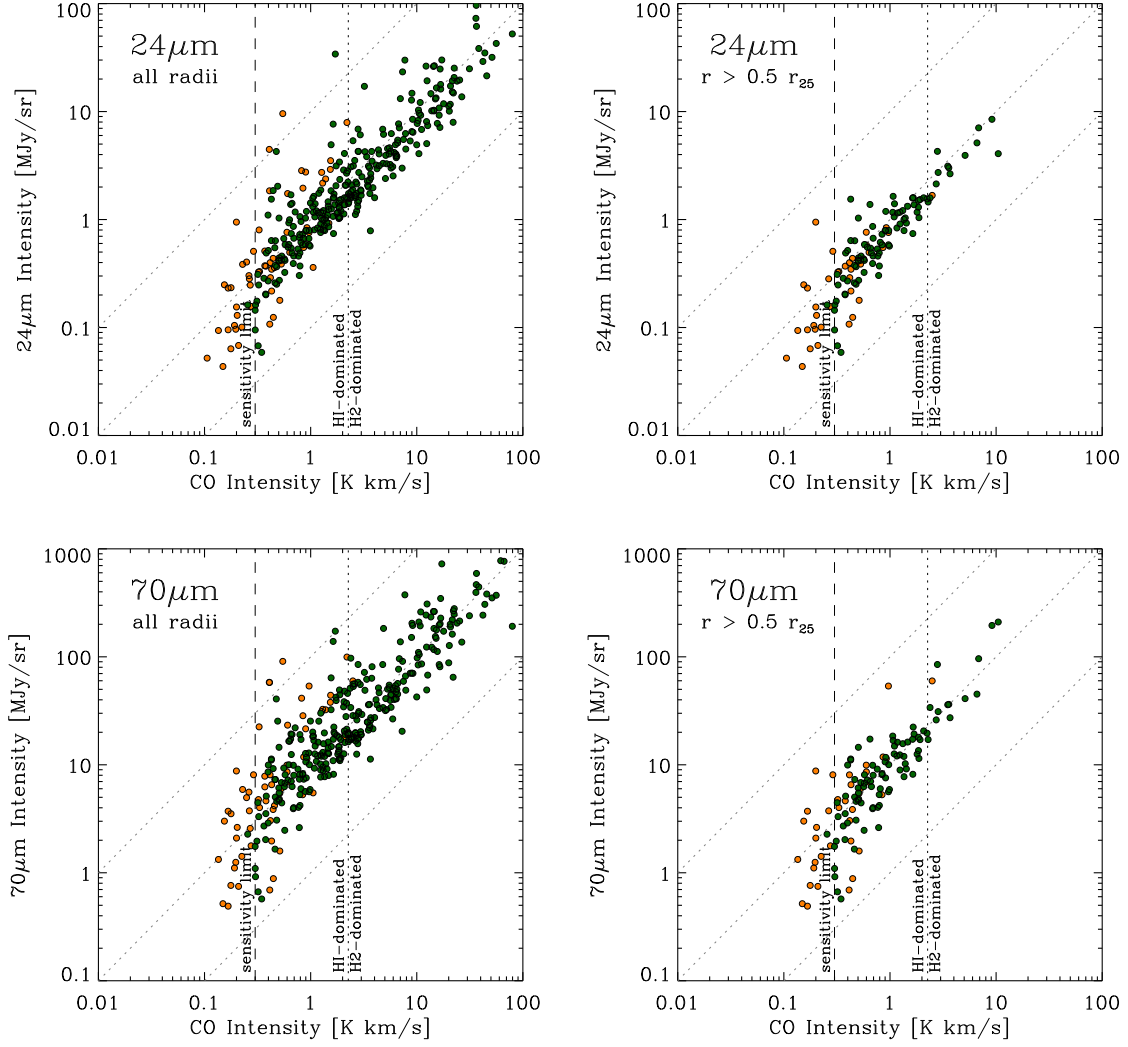 24μm
all radii
24μm Intensity [MJy/sr]
100
10
1
0.1
0.01
sensitivity limit
HI-dominated
H2-dominated
0.01 0.1 1 10 100
CO Intensity [K km/s]
24μm
r > 0.5 r25
24μm Intensity [MJy/sr]
100
10
1
0.1
0.01
sensitivity limit
HI-dominated
H2-dominated
0.01 0.1 1 10 100
CO Intensity [K km/s]
70μm
all radii
70μm Intensity [MJy/sr]
1000
100
10
1
0.1
sensitivity limit
HI-dominated
H2-dominated
0.01 0.1 1 10 100
CO Intensity [K km/s]
70μm
r > 0.5 r25
70μm Intensity [MJy/sr]
1000
100
10
1
0.1
sensitivity limit
HI-dominated
H2-dominated
0.01 0.1 1 10 100
CO Intensity [K km/s]